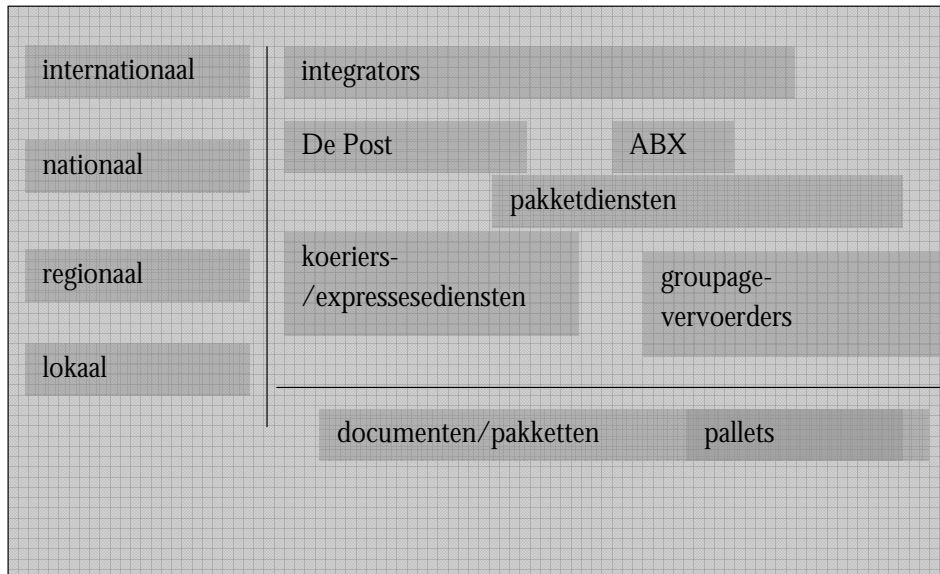 internationaal
integrators
De Post
ABX
nationaal
pakketdiensten
koeriers-
/expressesediensten
regionaal
groupage-
vervoerders
lokaal
documenten/pakketten
pallets